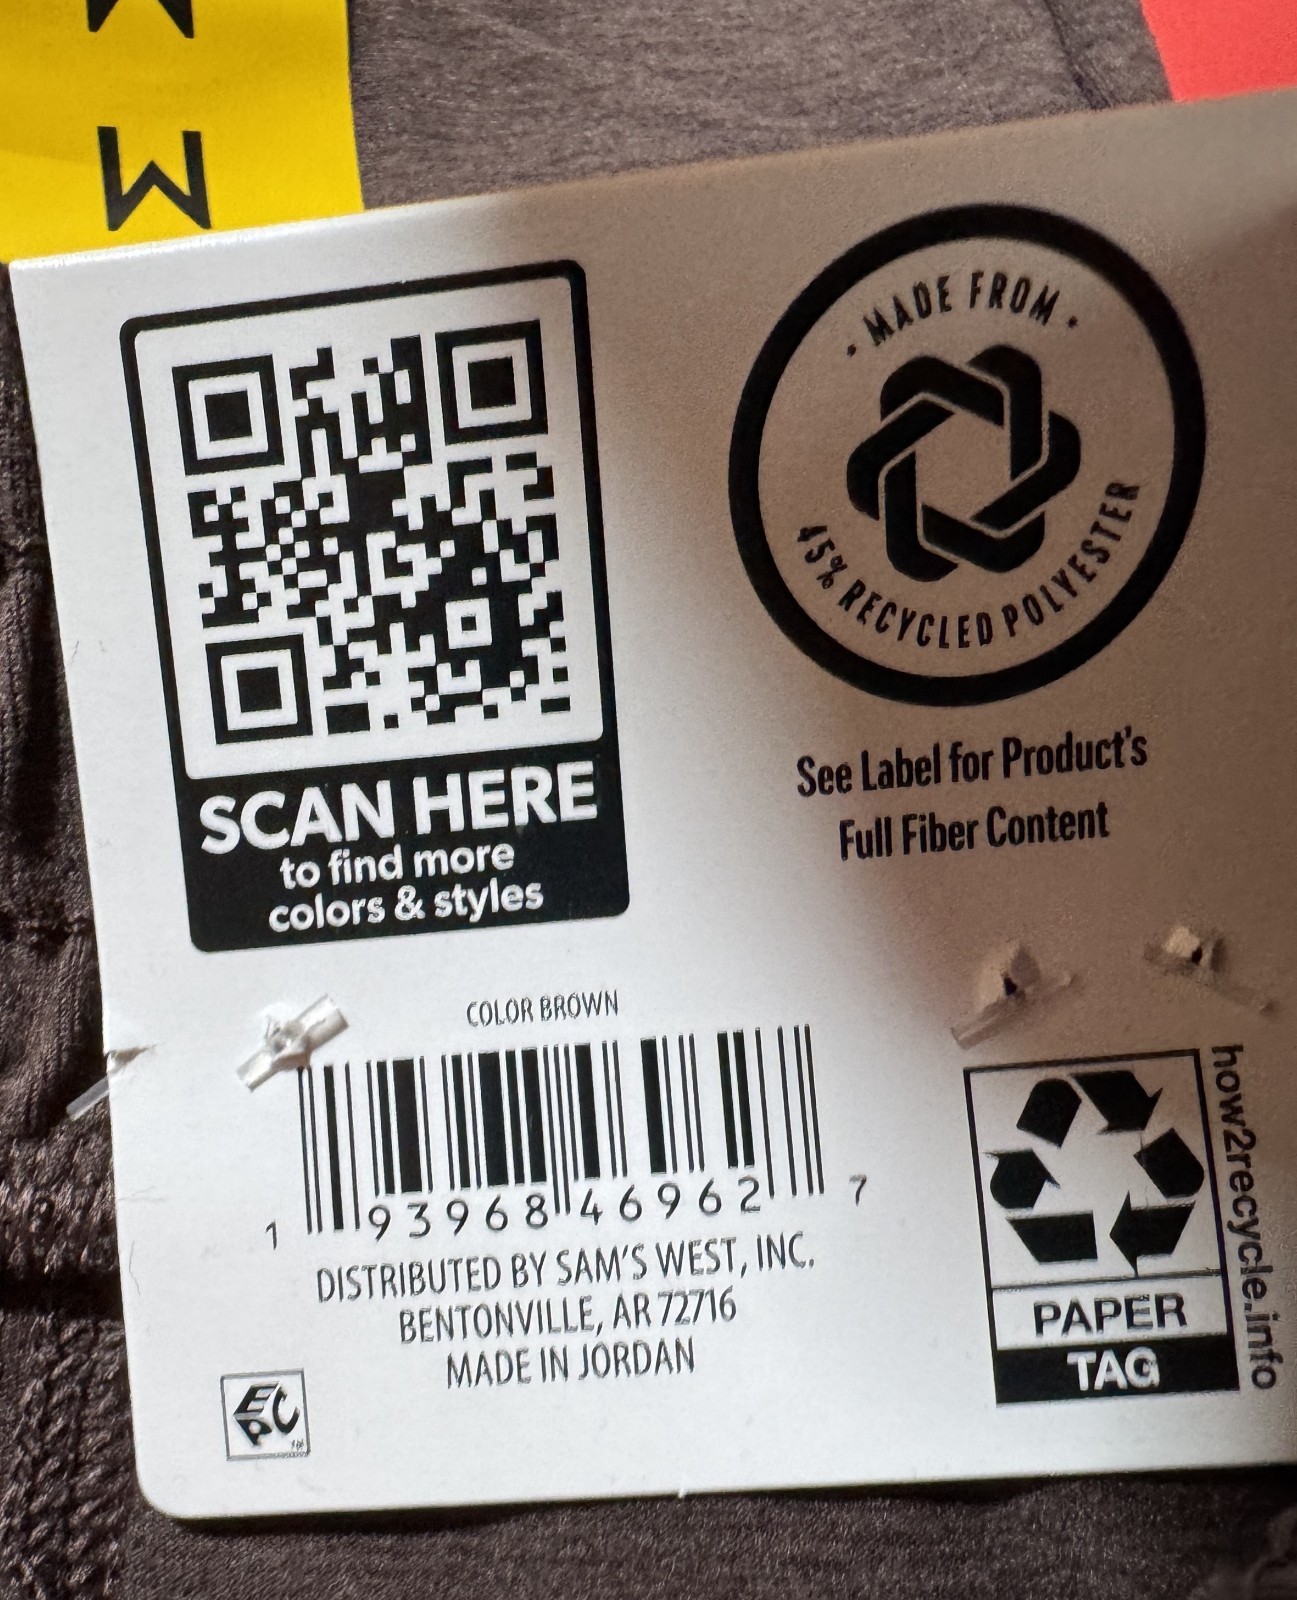 M
M
MADE FROM
45% RECYCLED POLYESTER
See Label for Product's
Full Fiber Content
SCAN HERE
to find more
colors & styles
COLOR BROWN
1 93968 46962 7
DISTRIBUTED BY SAM'S WEST, INC.
BENTONVILLE, AR 72716
MADE IN JORDAN
EPC
how2recycle.info
PAPER
TAG